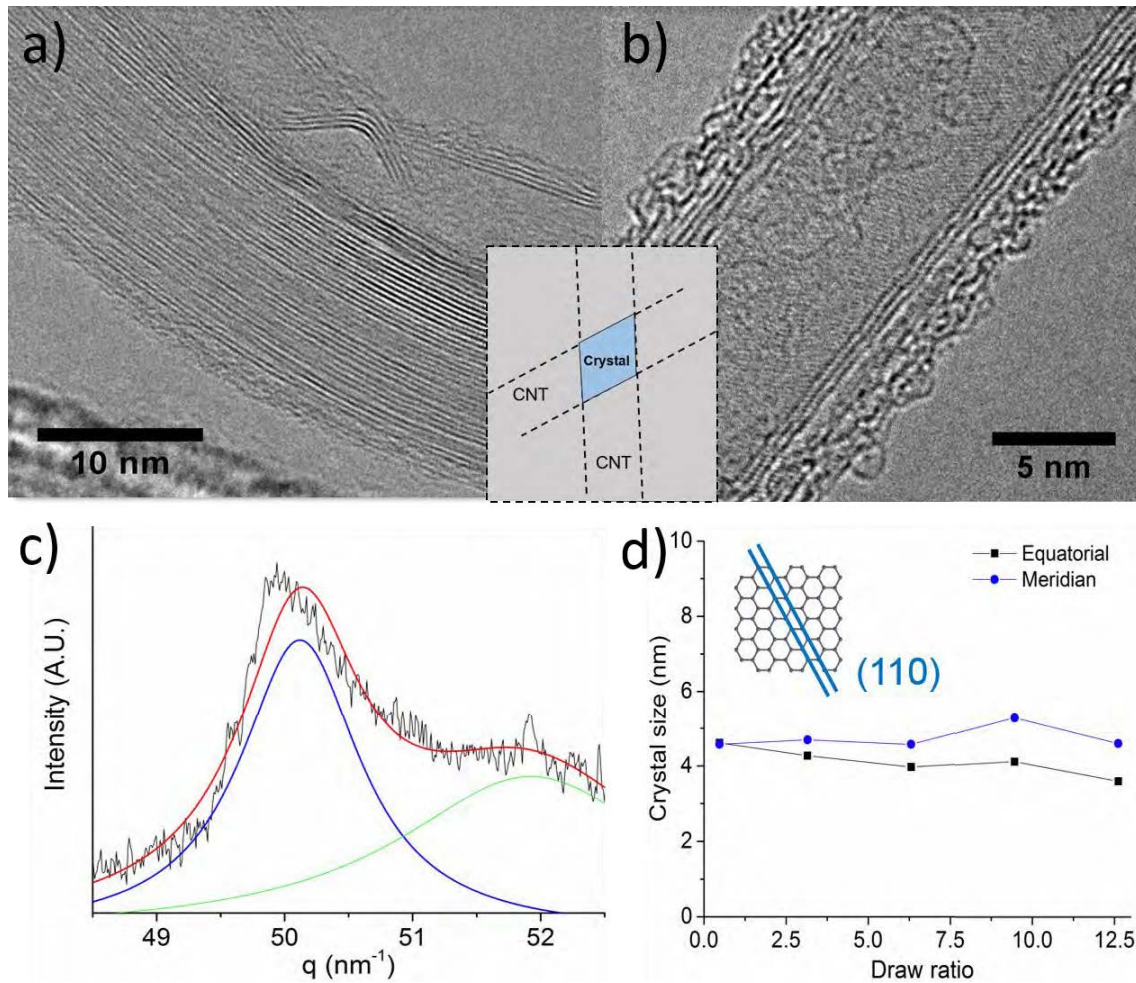 a)
10 nm
b)
5 nm
Crystal
CNT
CNT
c)
Intensity (A.U.)
49 50 51 52
q (nm⁻¹)
d)
Crystal size (nm)
10
8
6
4
2
0
Equatorial
Meridian
(110)
0.0 2.5 5.0 7.5 10.0 12.5
Draw ratio